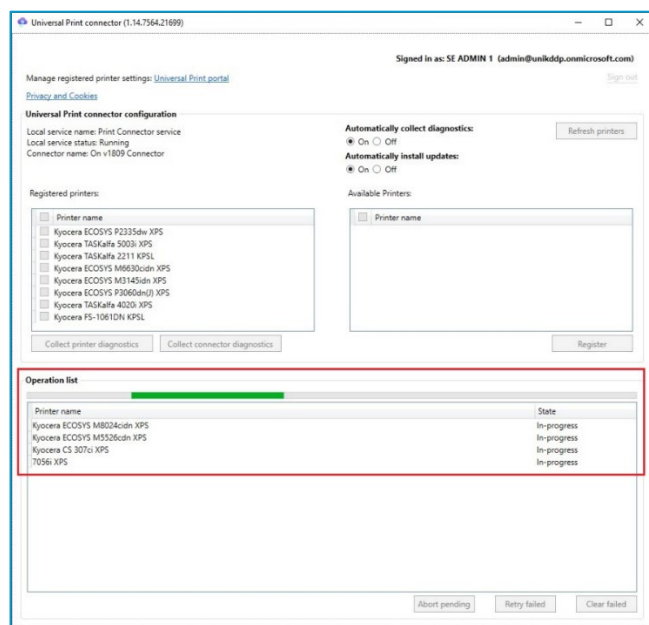 Universal Print connector (1.14.7564.21699)
Signed in as: SE ADMIN 1 (admin@unikddp.onmicrosoft.com)
Manage registered printer settings: Universal Print portal
Sign out
Privacy and Cookies
Universal Print connector configuration
Local service name: Print Connector service
Local service status: Running
Connector name: On v1809 Connector
Automatically collect diagnostics:
On Off
Automatically install updates:
On Off
Refresh printers
Registered printers:
Printer name
Kyocera ECOSYS P2335dw XPS
Kyocera TASKalfa 5003i XPS
Kyocera TASKalfa 2211 KPSL
Kyocera ECOSYS M6630cidn XPS
Kyocera ECOSYS M3145idn XPS
Kyocera ECOSYS P3060dn(J) XPS
Kyocera TASKalfa 4020i XPS
Kyocera FS-1061DN KPSL
Available Printers:
Printer name
Collect printer diagnostics Collect connector diagnostics
Register
Operation list
Printer name State
Kyocera ECOSYS M8024cidn XPS In-progress
Kyocera ECOSYS M5526cdn XPS In-progress
Kyocera CS 307ci XPS In-progress
7056i XPS In-progress
Abort pending Retry failed Clear failed